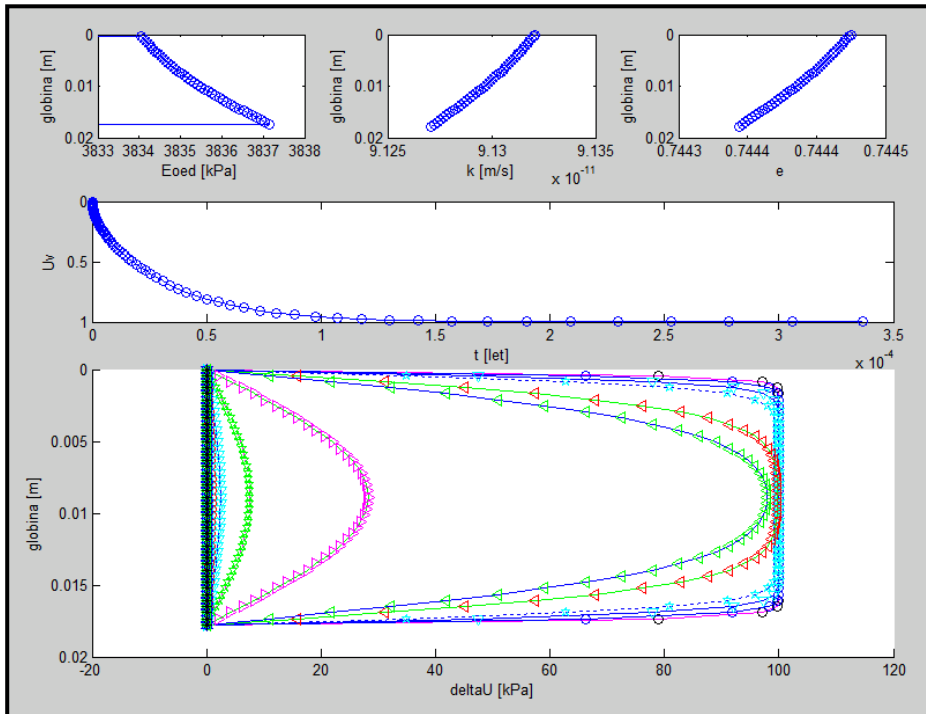 globina [m]
0
0.01
0.02
3833 3834 3835 3836 3837 3838
Eoed [kPa]
globina [m]
0
0.01
0.02
9.125 9.13 9.135
k [m/s]
x 10^-11
globina [m]
0
0.01
0.02
0.7443 0.7444 0.7444 0.7445
e
Uv
0
0.5
1
0 0.5 1 1.5 2 2.5 3 3.5
t [let]
x 10^-4
globina [m]
0
0.005
0.01
0.015
0.02
-20 0 20 40 60 80 100 120
deltaU [kPa]